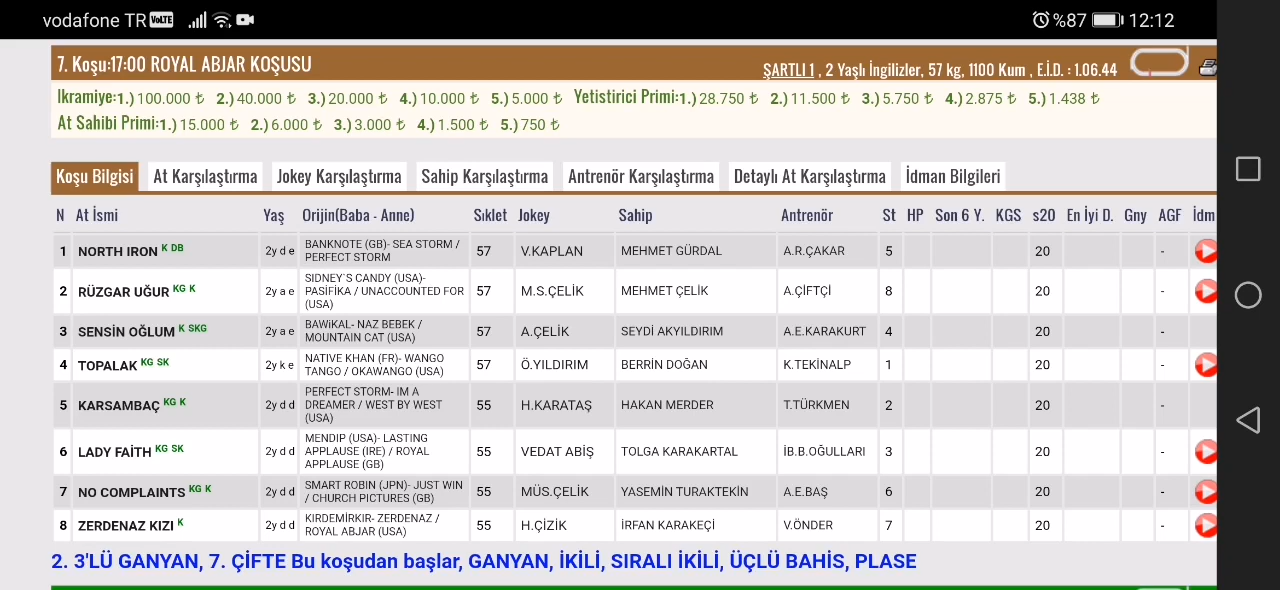 vodafone TR VoLTE %87 12:12
7. Koşu:17:00 ROYAL ABJAR KOŞUSU
ŞARTLI 1 , 2 Yaşlı İngilizler, 57 kg, 1100 Kum , E.İ.D. : 1.06.44
Ikramiye:1.) 100.000 ₺ 2.) 40.000 ₺ 3.) 20.000 ₺ 4.) 10.000 ₺ 5.) 5.000 ₺ Yetistirici Primi:1.) 28.750 ₺ 2.) 11.500 ₺ 3.) 5.750 ₺ 4.) 2.875 ₺ 5.) 1.438 ₺
At Sahibi Primi:1.) 15.000 ₺ 2.) 6.000 ₺ 3.) 3.000 ₺ 4.) 1.500 ₺ 5.) 750 ₺
Koşu Bilgisi At Karşılaştırma Jokey Karşılaştırma Sahip Karşılaştırma Antrenör Karşılaştırma Detaylı At Karşılaştırma İdman Bilgileri
N At İsmi Yaş Orijin(Baba - Anne) Sıklet Jokey Sahip Antrenör St HP Son 6 Y. KGS s20 En İyi D. Gny AGF İdm
1 NORTH IRON K DB 2y d e BANKNOTE (GB)- SEA STORM / 57 V.KAPLAN MEHMET GÜRDAL A.R.ÇAKAR 5 20 -
PERFECT STORM
SIDNEY`S CANDY (USA)-
2 RÜZGAR UĞUR KG K 2y a e PASİFİKA / UNACCOUNTED FOR 57 M.S.ÇELİK MEHMET ÇELİK A.ÇİFTÇİ 8 20 -
(USA)
3 SENSİN OĞLUM K SKG 2y a e BAWiKAL- NAZ BEBEK / 57 A.ÇELİK SEYDİ AKYILDIRIM A.E.KARAKURT 4 20 -
MOUNTAIN CAT (USA)
4 TOPALAK KG SK 2y k e NATIVE KHAN (FR)- WANGO 57 Ö.YILDIRIM BERRİN DOĞAN K.TEKİNALP 1 20 -
TANGO / OKAWANGO (USA)
PERFECT STORM- IM A
5 KARSAMBAÇ KG K 2y d d DREAMER / WEST BY WEST 55 H.KARATAŞ HAKAN MERDER T.TÜRKMEN 2 20 -
(USA)
MENDIP (USA)- LASTING
6 LADY FAİTH KG SK 2y d d APPLAUSE (IRE) / ROYAL 55 VEDAT ABİŞ TOLGA KARAKARTAL İB.B.OĞULLARI 3 20 -
APPLAUSE (GB)
7 NO COMPLAINTS KG K 2y d d SMART ROBIN (JPN)- JUST WIN 55 MÜS.ÇELİK YASEMİN TURAKTEKİN A.E.BAŞ 6 20 -
/ CHURCH PICTURES (GB)
8 ZERDENAZ KIZI K 2y d d KIRDEMİRKIR- ZERDENAZ / 55 H.ÇİZİK İRFAN KARAKEÇİ V.ÖNDER 7 20 -
ROYAL ABJAR (USA)
2. 3'LÜ GANYAN, 7. ÇİFTE Bu koşudan başlar, GANYAN, İKİLİ, SIRALI İKİLİ, ÜÇLÜ BAHİS, PLASE